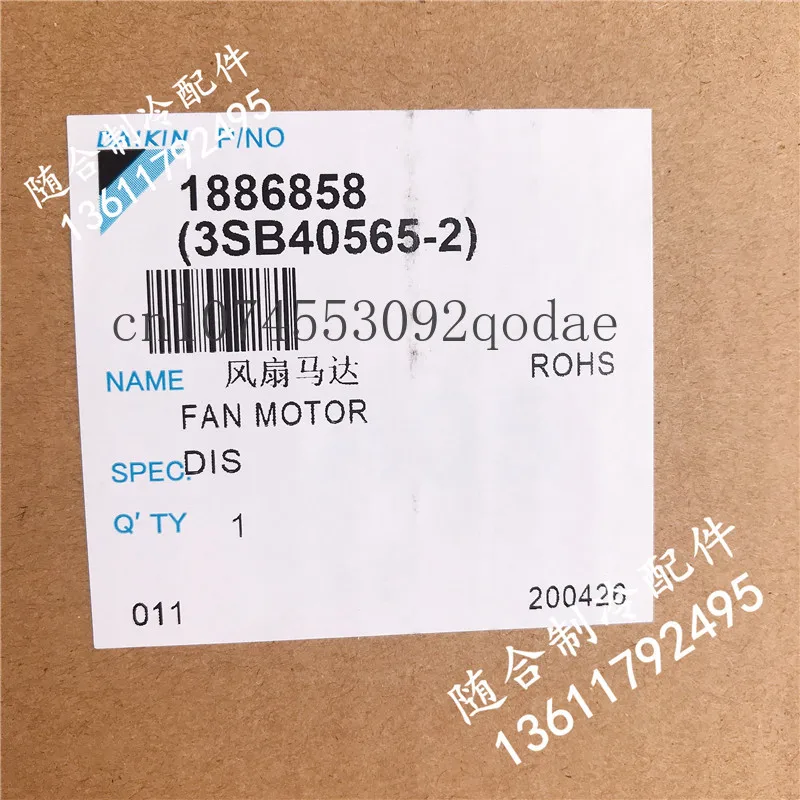 随合制冷配件
13611792495
DAIKIN P/NO
1886858
(3SB40565-2)
cn1074553092qodae
NAME 风扇马达 ROHS
FAN MOTOR
SPEC. DIS
Q'TY 1
011 200426
随合制冷配件
13611792495